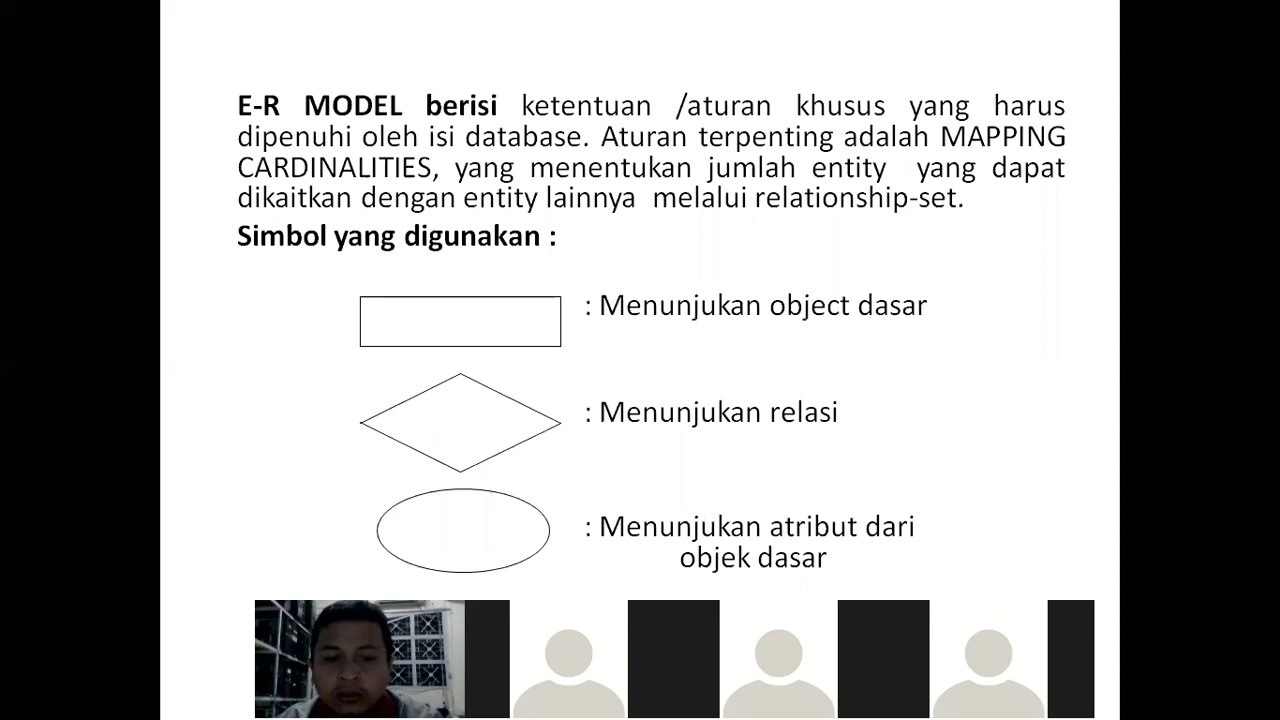 E-R MODEL berisi ketentuan /aturan khusus yang harus
dipenuhi oleh isi database. Aturan terpenting adalah MAPPING
CARDINALITIES, yang menentukan jumlah entity yang dapat
dikaitkan dengan entity lainnya melalui relationship-set.
Simbol yang digunakan :
: Menunjukan object dasar
: Menunjukan relasi
: Menunjukan atribut dari
objek dasar